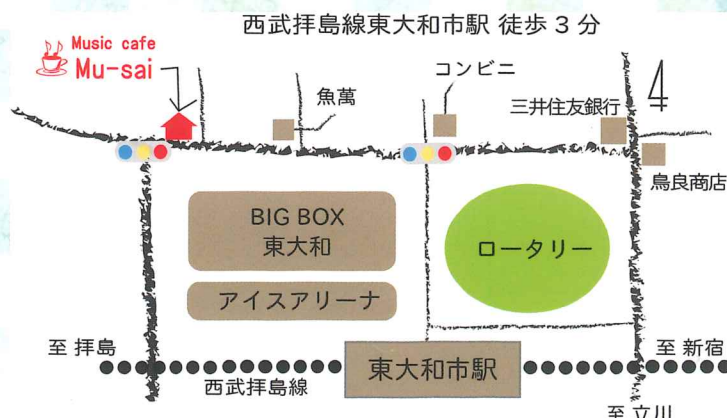 西武拝島線東大和市駅 徒歩3分
Music cafe
Mu-sai
魚萬
コンビニ
三井住友銀行
鳥良商店
BIG BOX
東大和
アイスアリーナ
ロータリー
至 拝島
西武拝島線
東大和市駅
至 新宿
至 立川